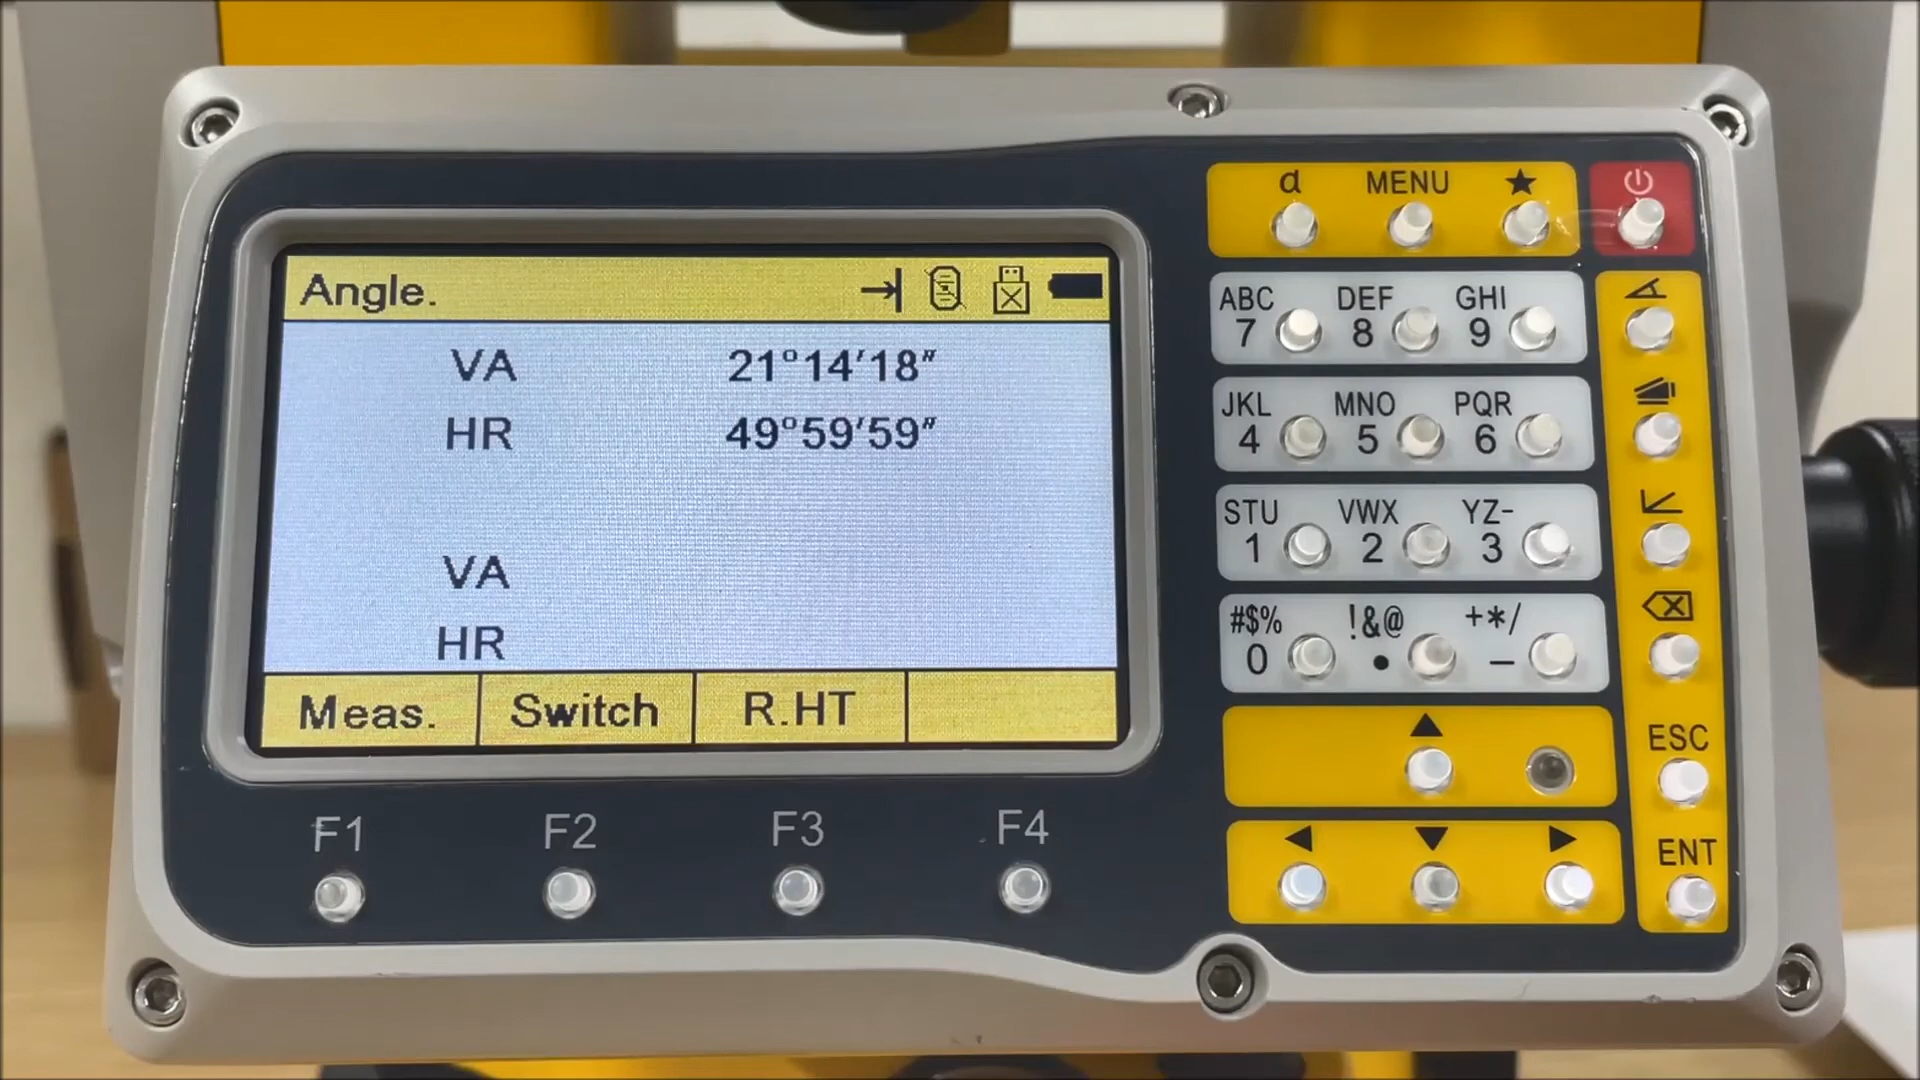 Angle.
VA 21°14′18″
HR 49°59′59″
VA
HR
Meas. Switch R.HT
F1 F2 F3 F4
α MENU ★
ABC DEF GHI
7 8 9
JKL MNO PQR
4 5 6
STU VWX YZ-
1 2 3
#$% !&@ +*/
0 • –
ESC
ENT